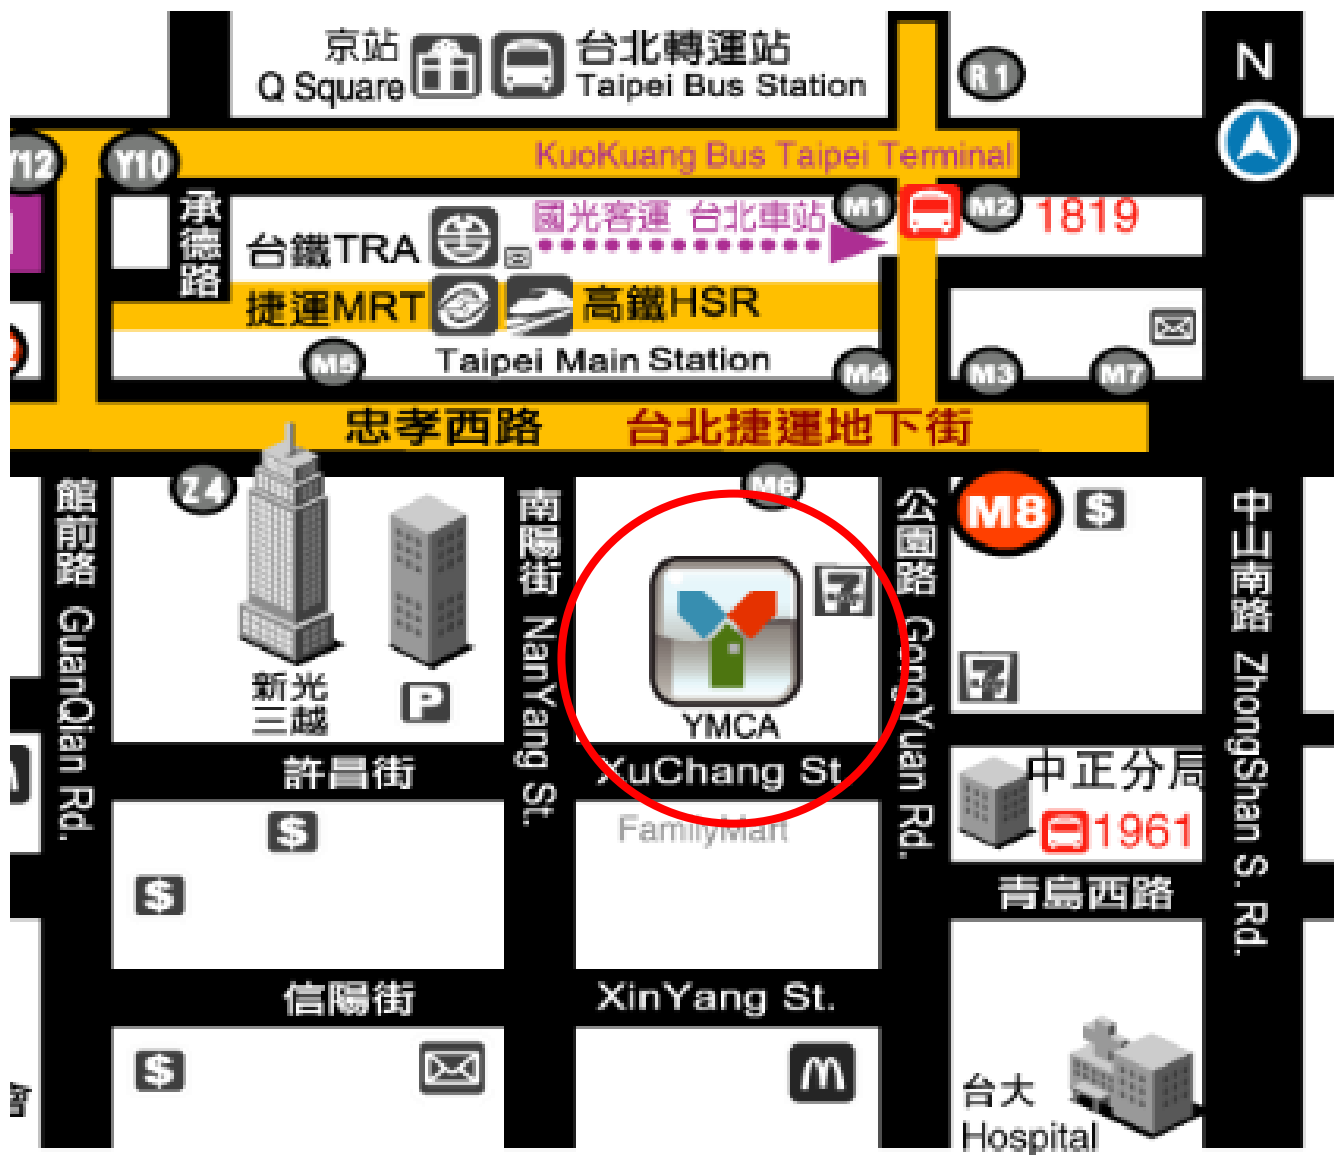 京站
Q Square
台北轉運站
Taipei Bus Station
R1
N
Y12
Y10
KuoKuang Bus Taipei Terminal
承德路
台鐵TRA
國光客運 台北車站
M1
M2
1819
捷運MRT
高鐵HSR
M5
Taipei Main Station
M4
M3
M7
忠孝西路
台北捷運地下街
館前路 GuanQian Rd.
Z4
南陽街 NanYang St.
M6
公園路 GongYuan Rd.
M8
$
中山南路 ZhongShan S. Rd.
7
7
新光
三越
P
YMCA
許昌街
XuChang St
中正分局
1961
$
FamilyMart
$
青島西路
信陽街
XinYang St.
$
台大
Hospital